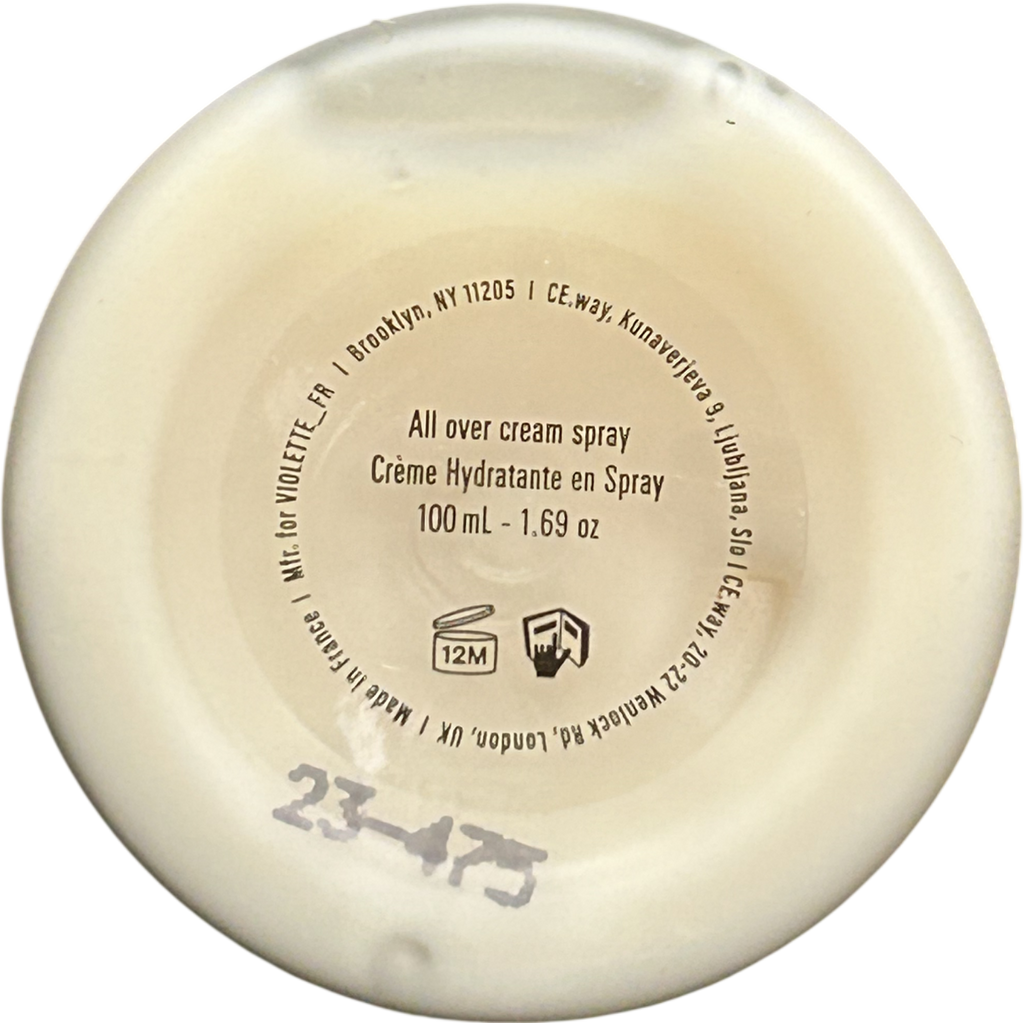 All over cream spray
Crème Hydratante en Spray
100 mL - 1.69 oz
12M
Mfr. for VIOLETTE_FR | Brooklyn, NY 11205 | CE.way, Kunaverjeva 9, Ljubljana, Slo | CE.way, 20-22 Wenlock Rd, London, UK | Made in France |
23-475